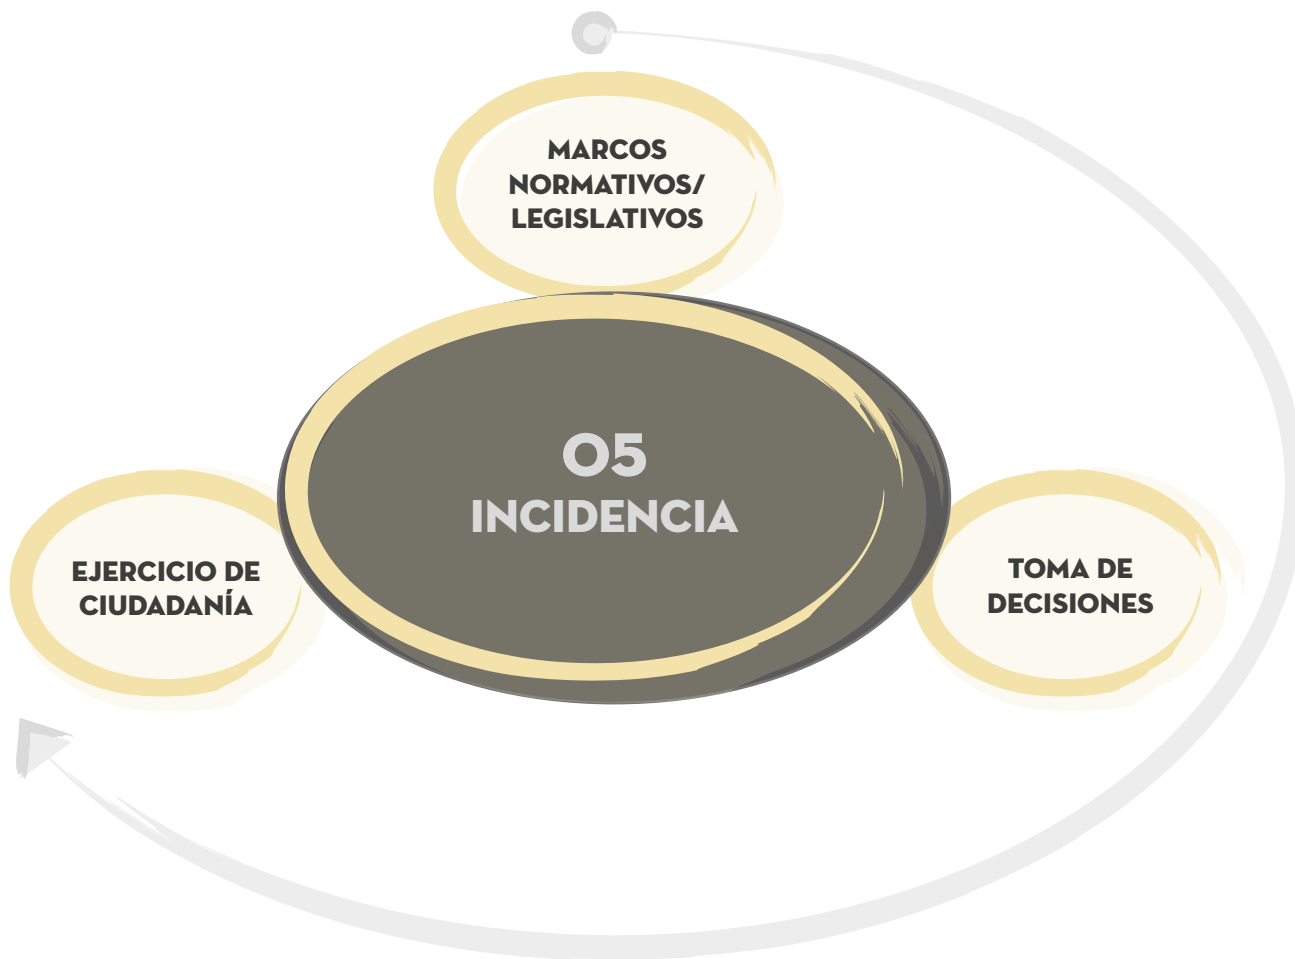 MARCOS
NORMATIVOS/
LEGISLATIVOS
05
INCIDENCIA
EJERCICIO DE
CIUDADANÍA
TOMA DE
DECISIONES